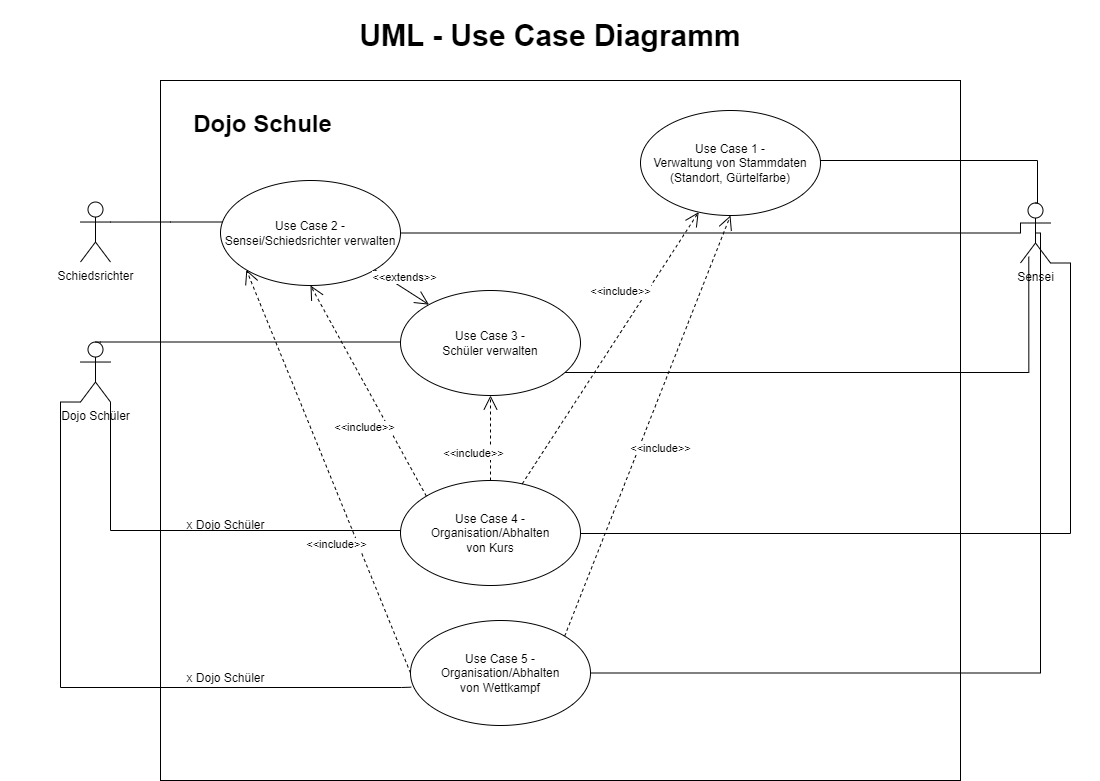 UML - Use Case Diagramm
Dojo Schule
Use Case 1 -
Verwaltung von Stammdaten
(Standort, Gürtelfarbe)
Use Case 2 -
Sensei/Schiedsrichter verwalten
Schiedsrichter
Sensei
<<extends>>
<<include>>
Use Case 3 -
Schüler verwalten
Dojo Schüler
<<include>>
<<include>>
<<include>>
Use Case 4 -
Organisation/Abhalten
von Kurs
x Dojo Schüler
<<include>>
Use Case 5 -
Organisation/Abhalten
von Wettkampf
x Dojo Schüler